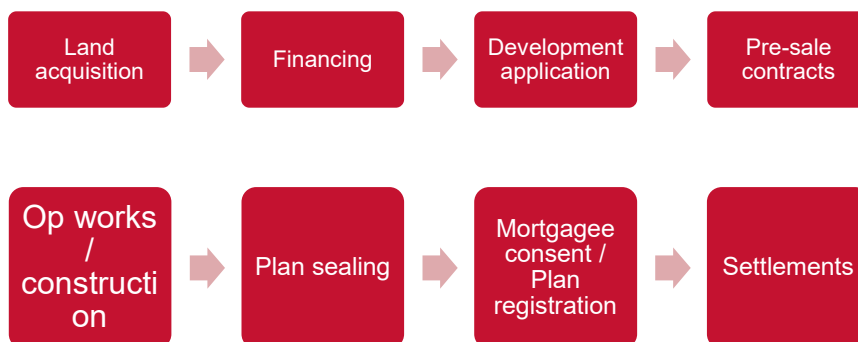 Land
acquisition
Financing
Development
application
Pre-sale
contracts
Op works
/
constructi
on
Plan sealing
Mortgagee
consent /
Plan
registration
Settlements